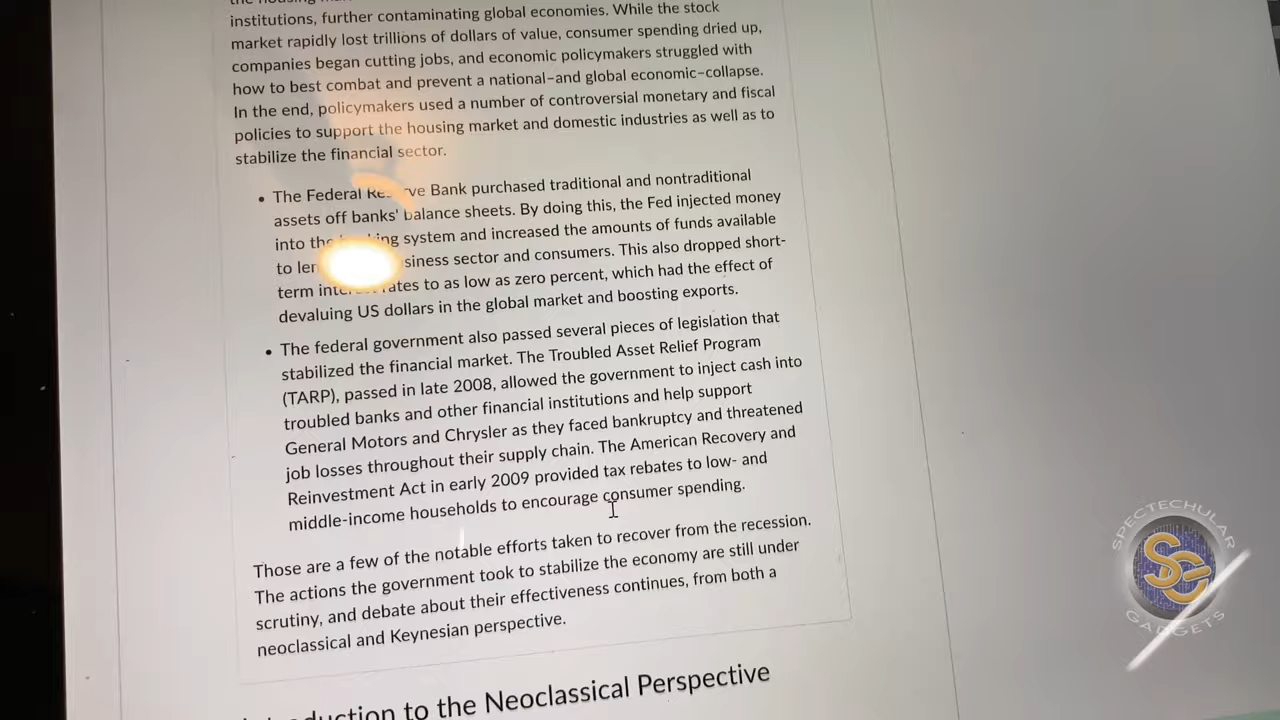 institutions, further contaminating global economies. While the stock
market rapidly lost trillions of dollars of value, consumer spending dried up,
companies began cutting jobs, and economic policymakers struggled with
how to best combat and prevent a national–and global economic–collapse.
In the end, policymakers used a number of controversial monetary and fiscal
policies to support the housing market and domestic industries as well as to
stabilize the financial sector.
• The Federal Bank purchased traditional and nontraditional
assets off banks' balance sheets. By doing this, the Fed injected money
into system and increased the amounts of funds available
to sector and consumers. This also dropped short-
term to as low as zero percent, which had the effect of
devaluing US dollars in the global market and boosting exports.
• The federal government also passed several pieces of legislation that
stabilized the financial market. The Troubled Asset Relief Program
(TARP), passed in late 2008, allowed the government to inject cash into
troubled banks and other financial institutions and help support
General Motors and Chrysler as they faced bankruptcy and threatened
job losses throughout their supply chain. The American Recovery and
Reinvestment Act in early 2009 provided tax rebates to low- and
middle-income households to encourage consumer spending.
Those are a few of the notable efforts taken to recover from the recession.
The actions the government took to stabilize the economy are still under
scrutiny, and debate about their effectiveness continues, from both a
neoclassical and Keynesian perspective.
to the Neoclassical Perspective
SPECTECHULAR
SG
GADGETS